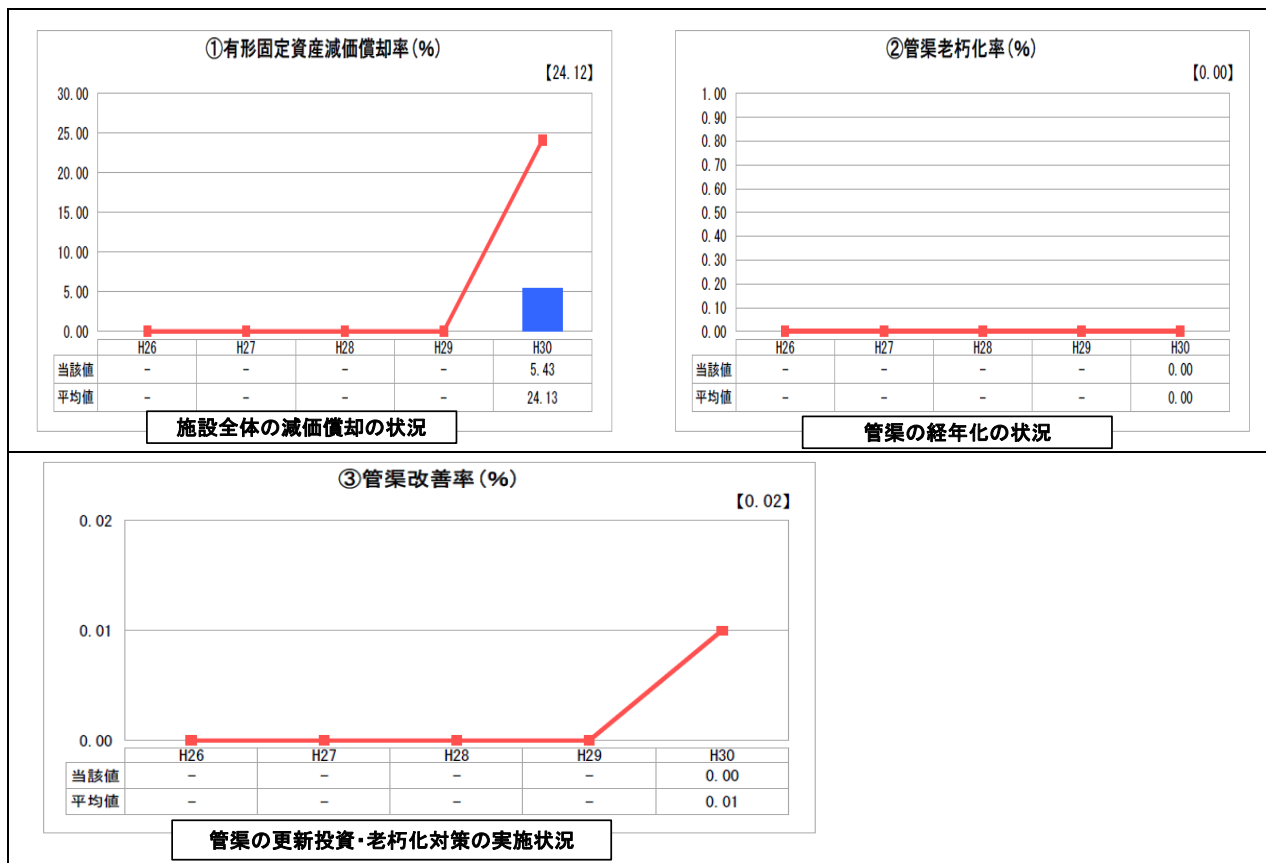 ①有形固定資産減価償却率(%)
【24.12】
30.00
25.00
20.00
15.00
10.00
5.00
0.00
H26 H27 H28 H29 H30
当該値 - - - - 5.43
平均値 - - - - 24.13
施設全体の減価償却の状況
②管渠老朽化率(%)
【0.00】
1.00
0.90
0.80
0.70
0.60
0.50
0.40
0.30
0.20
0.10
0.00
H26 H27 H28 H29 H30
当該値 - - - - 0.00
平均値 - - - - 0.00
管渠の経年化の状況
③管渠改善率(%)
【0.02】
0.02
0.01
0.00
H26 H27 H28 H29 H30
当該値 - - - - 0.00
平均値 - - - - 0.01
管渠の更新投資・老朽化対策の実施状況